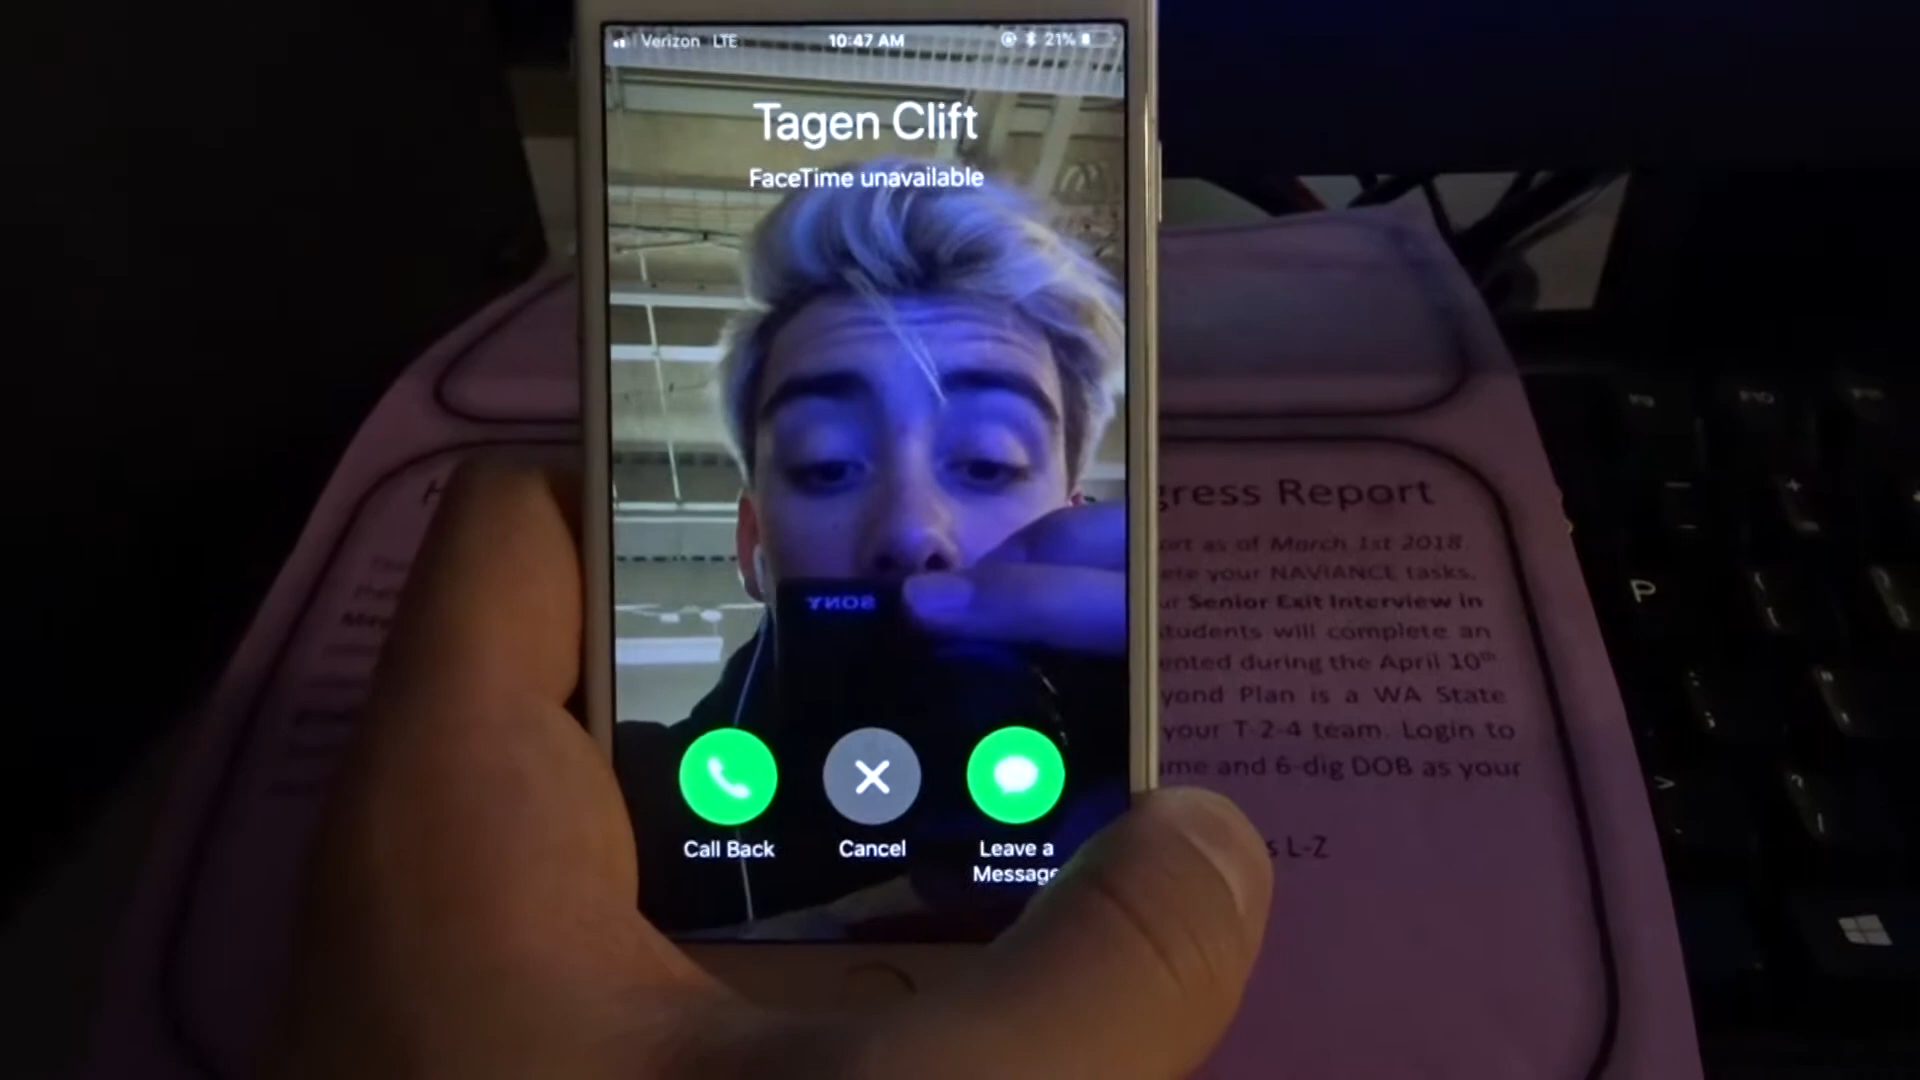 Verizon LTE 10:47 AM 21%
Tagen Clift
FaceTime unavailable
SONY
Call Back
Cancel
Leave a
Message
gress Report
ort as of March 1st 2018.
ete your NAVIANCE tasks,
ur Senior Exit Interview in
tudents will complete an
ented during the April 10th
yond Plan is a WA State
your T-2-4 team. Login to
ame and 6-dig DOB as your
s L-Z
P